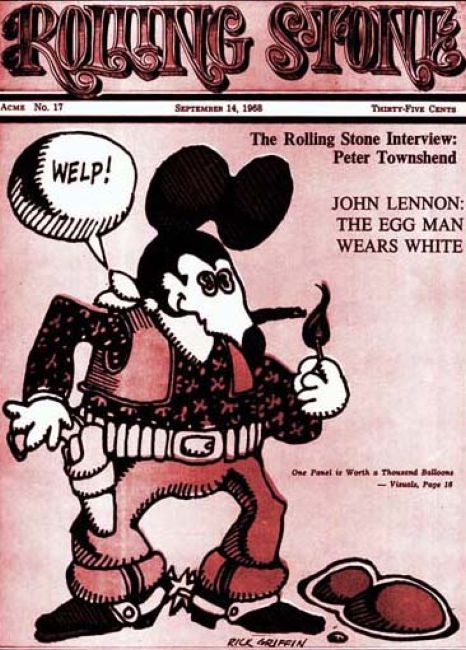 ROLLING STONE
ACME No. 17 SEPTEMBER 14, 1968 THIRTY-FIVE CENTS
The Rolling Stone Interview:
Peter Townshend
WELP!
JOHN LENNON:
THE EGG MAN
WEARS WHITE
One Panel is Worth a Thousand Balloons
— Visuals, Page 16
RICK GRIFFIN